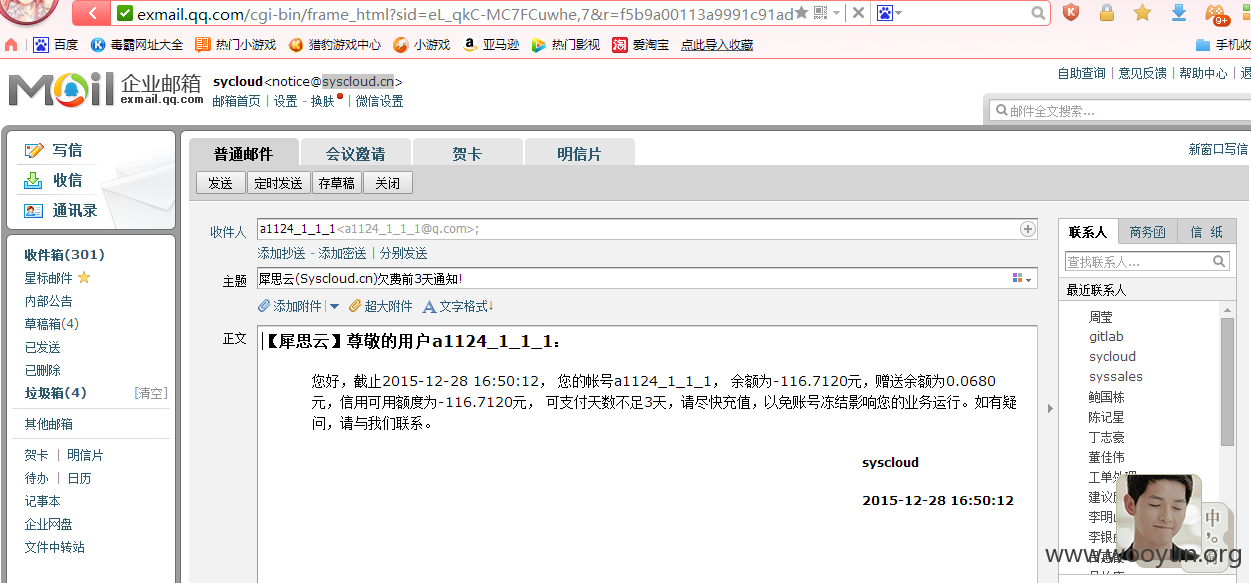 exmail.qq.com/cgi-bin/frame_html?sid=eL_qkC-MC7FCuwhe,7&r=f5b9a00113a9991c91ad
9+
百度 毒霸网址大全 热门小游戏 猎豹游戏中心 小游戏 亚马逊 热门影视 爱淘宝 点此导入收藏 手机收
Mail 企业邮箱 exmail.qq.com
sycloud<notice@syscloud.cn>
邮箱首页 | 设置 - 换肤 | 微信设置
自助查询 | 意见反馈 | 帮助中心 |
邮件全文搜索...
写信
收信
通讯录
收件箱(301)
星标邮件
内部公告
草稿箱(4)
已发送
已删除
垃圾箱(4) [清空]
其他邮箱
贺卡 | 明信片
待办 | 日历
记事本
企业网盘
文件中转站
普通邮件 会议邀请 贺卡 明信片
新窗口写信
发送 定时发送 存草稿 关闭
收件人 a1124_1_1_1<a1124_1_1_1@q.com>;
添加抄送 - 添加密送 | 分别发送
主题 犀思云(Syscloud.cn)欠费前3天通知!
添加附件 | 超大附件 文字格式↓
正文
【犀思云】尊敬的用户a1124_1_1_1:
您好，截止2015-12-28 16:50:12， 您的帐号a1124_1_1_1， 余额为-116.7120元，赠送余额为0.0680
元，信用可用额度为-116.7120元， 可支付天数不足3天，请尽快充值，以免账号冻结影响您的业务运行。如有疑
问，请与我们联系。
syscloud
2015-12-28 16:50:12
联系人 商务函 信 纸
查找联系人...
最近联系人
周莹
gitlab
sycloud
syssales
鲍国栋
陈记星
丁志豪
董佳伟
工单处理
建议
李明
李银
中
www.wooyun.org